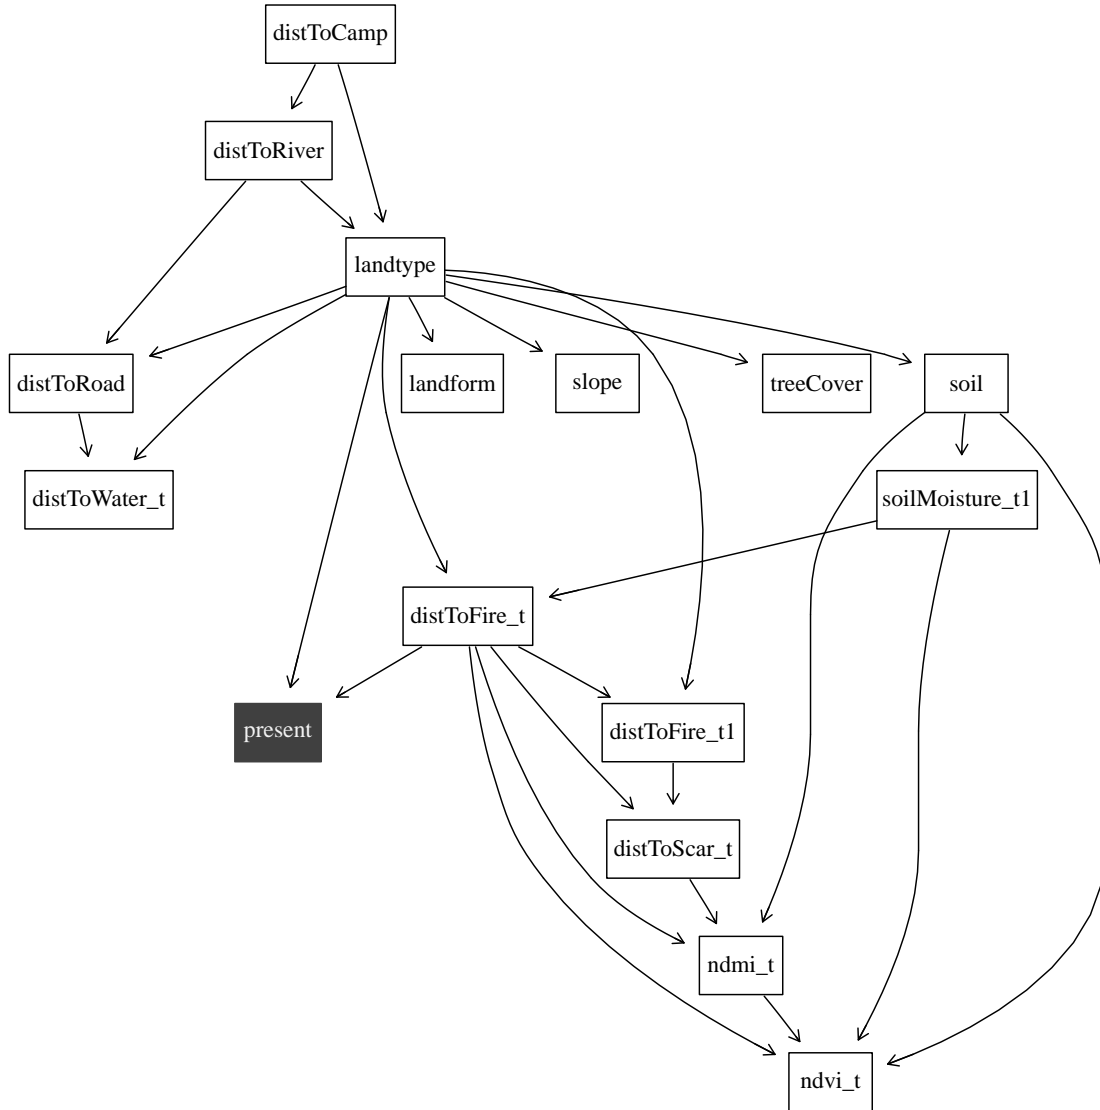 distToCamp
distToRiver
landtype
distToRoad
landform
slope
treeCover
soil
distToWater_t
soilMoisture_t1
distToFire_t
present
distToFire_t1
distToScar_t
ndmi_t
ndvi_t